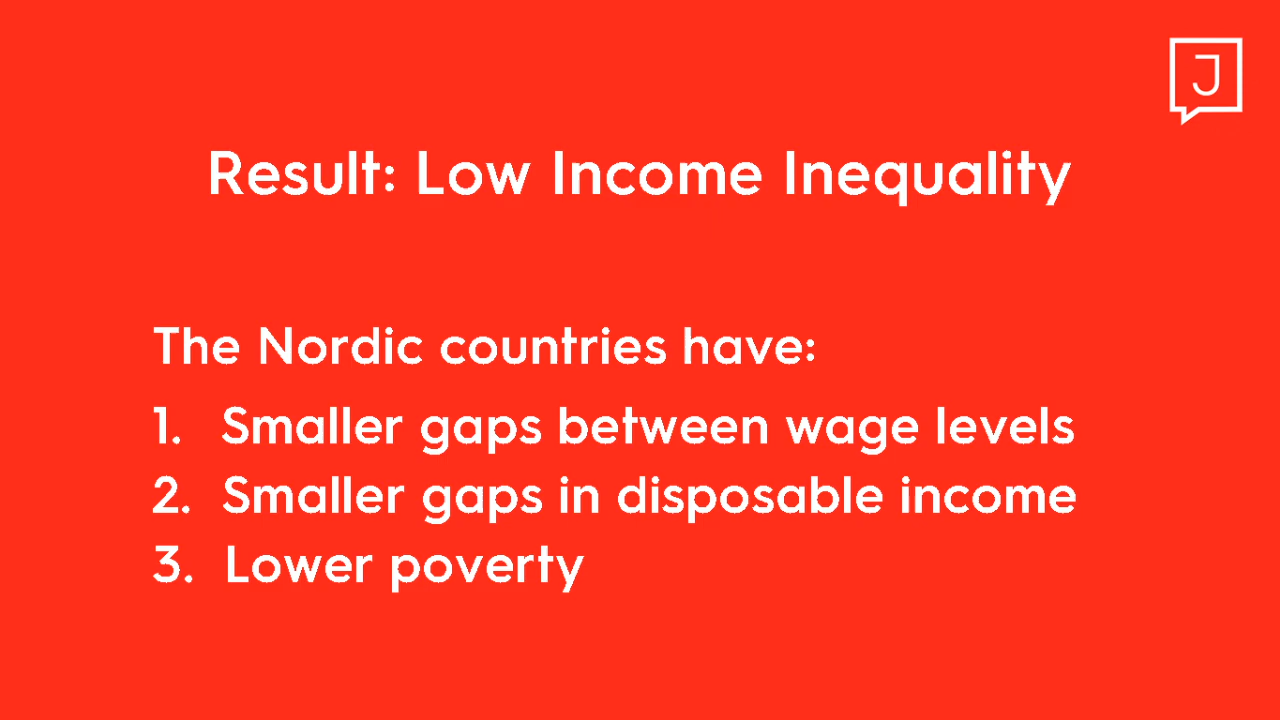 J
Result: Low Income Inequality
The Nordic countries have:
1. Smaller gaps between wage levels
2. Smaller gaps in disposable income
3. Lower poverty